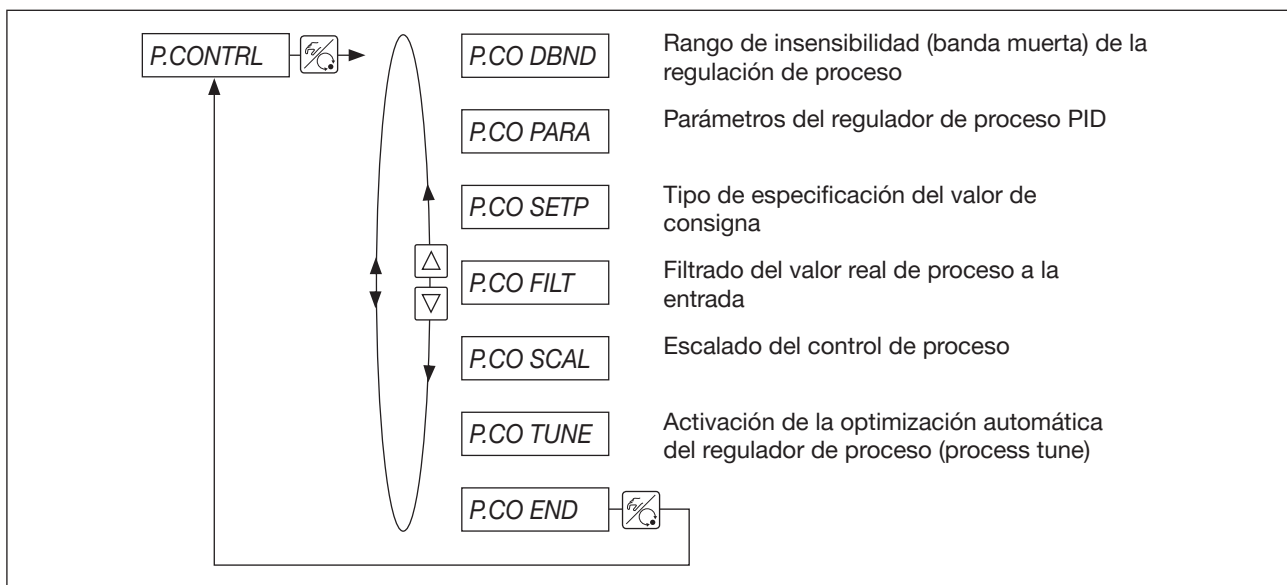 P.CONTRL
P.CO DBND
Rango de insensibilidad (banda muerta) de la
regulación de proceso
P.CO PARA
Parámetros del regulador de proceso PID
P.CO SETP
Tipo de especificación del valor de
consigna
P.CO FILT
Filtrado del valor real de proceso a la
entrada
P.CO SCAL
Escalado del control de proceso
P.CO TUNE
Activación de la optimización automática
del regulador de proceso (process tune)
P.CO END